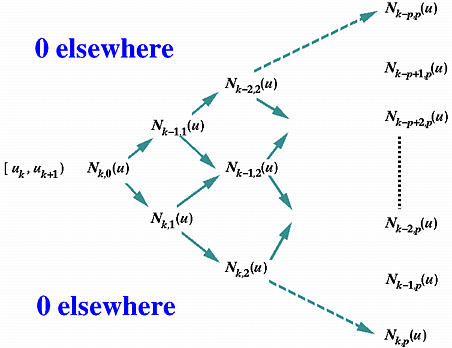 N_{k-p,p}(u)
0 elsewhere
N_{k-p+1,p}(u)
N_{k-2,2}(u)
N_{k-p+2,p}(u)
N_{k-1,1}(u)
[ u_k , u_{k+1} ) N_{k,0}(u) N_{k-1,2}(u)
N_{k,1}(u)
N_{k-2,p}(u)
N_{k,2}(u)
N_{k-1,p}(u)
0 elsewhere
N_{k,p}(u)